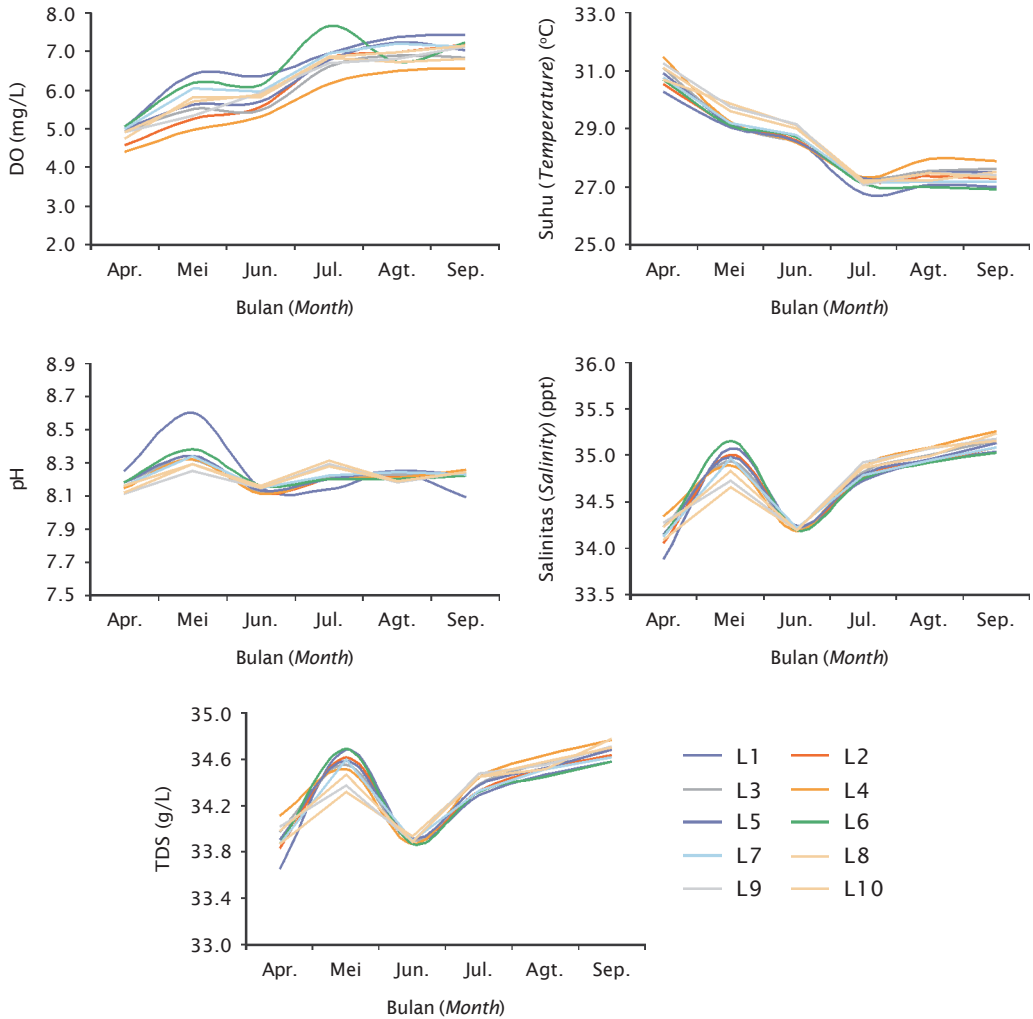 8.0
7.0
6.0
5.0
4.0
3.0
2.0
DO (mg/L)
Apr. Mei Jun. Jul. Agt. Sep.
Bulan (Month)
33.0
31.0
29.0
27.0
25.0
Suhu (Temperature) (°C)
Apr. Mei Jun. Jul. Agt. Sep.
Bulan (Month)
8.9
8.7
8.5
8.3
8.1
7.9
7.7
7.5
pH
Apr. Mei Jun. Jul. Agt. Sep.
Bulan (Month)
36.0
35.5
35.0
34.5
34.0
33.5
Salinitas (Salinity) (ppt)
Apr. Mei Jun. Jul. Agt. Sep.
Bulan (Month)
35.0
34.6
34.2
33.8
33.4
33.0
TDS (g/L)
Apr. Mei Jun. Jul. Agt. Sep.
Bulan (Month)
L1 L2
L3 L4
L5 L6
L7 L8
L9 L10